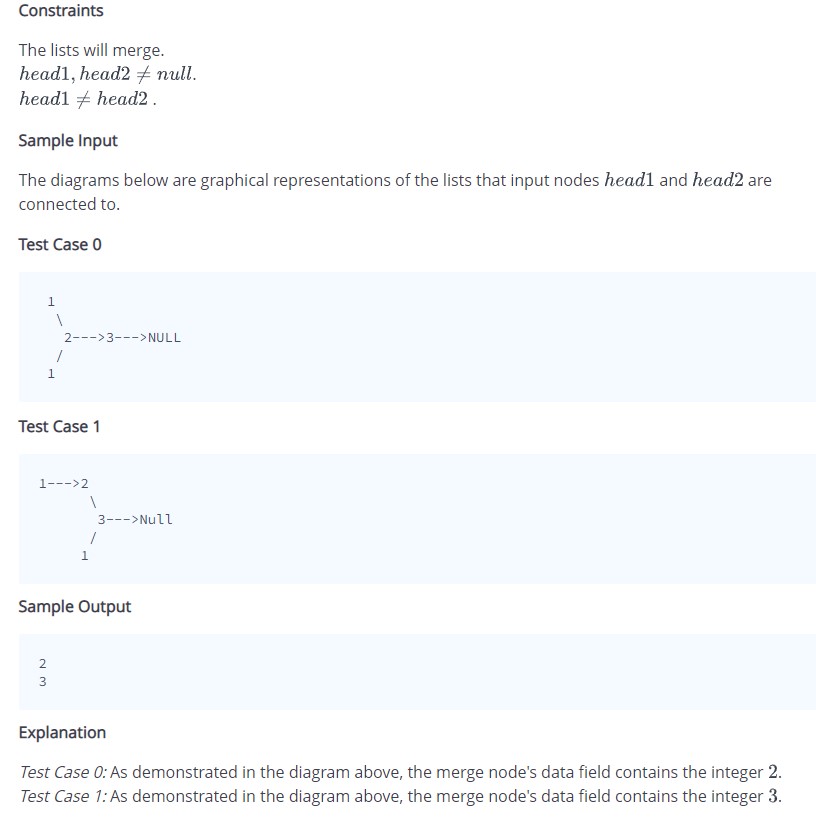 Constraints
The lists will merge.
head1, head2 ≠ null.
head1 ≠ head2 .
Sample Input
The diagrams below are graphical representations of the lists that input nodes head1 and head2 are
connected to.
Test Case 0
1
\
2--->3--->NULL
/
1
Test Case 1
1--->2
\
3--->Null
/
1
Sample Output
2
3
Explanation
Test Case 0: As demonstrated in the diagram above, the merge node's data field contains the integer 2.
Test Case 1: As demonstrated in the diagram above, the merge node's data field contains the integer 3.